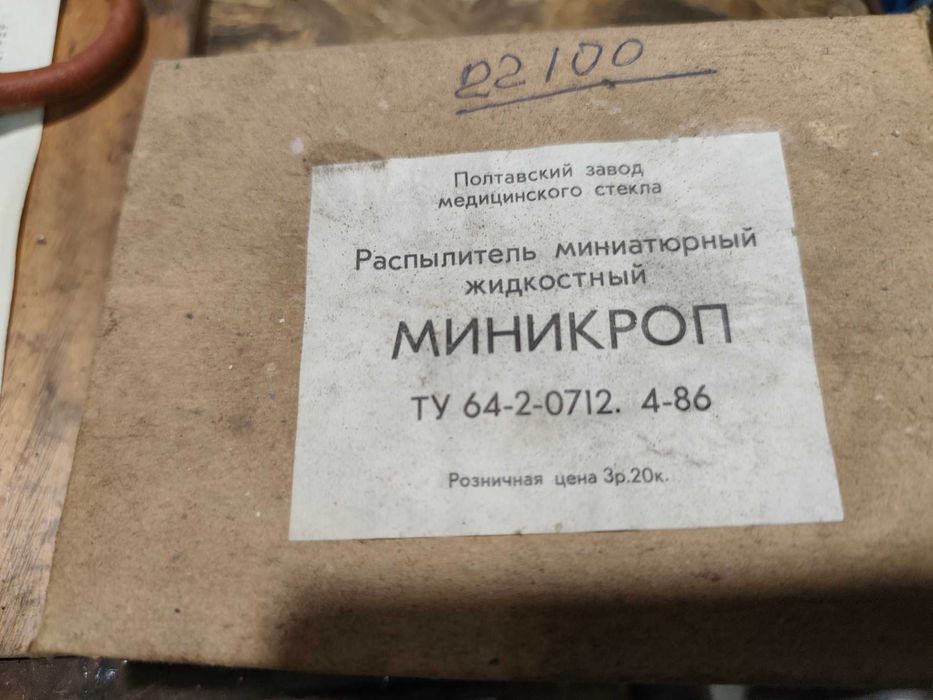 22100
Полтавский завод
медицинского стекла
Распылитель миниатюрный
жидкостный
МИНИКРОП
ТУ 64-2-0712. 4-86
Розничная цена 3р.20к.